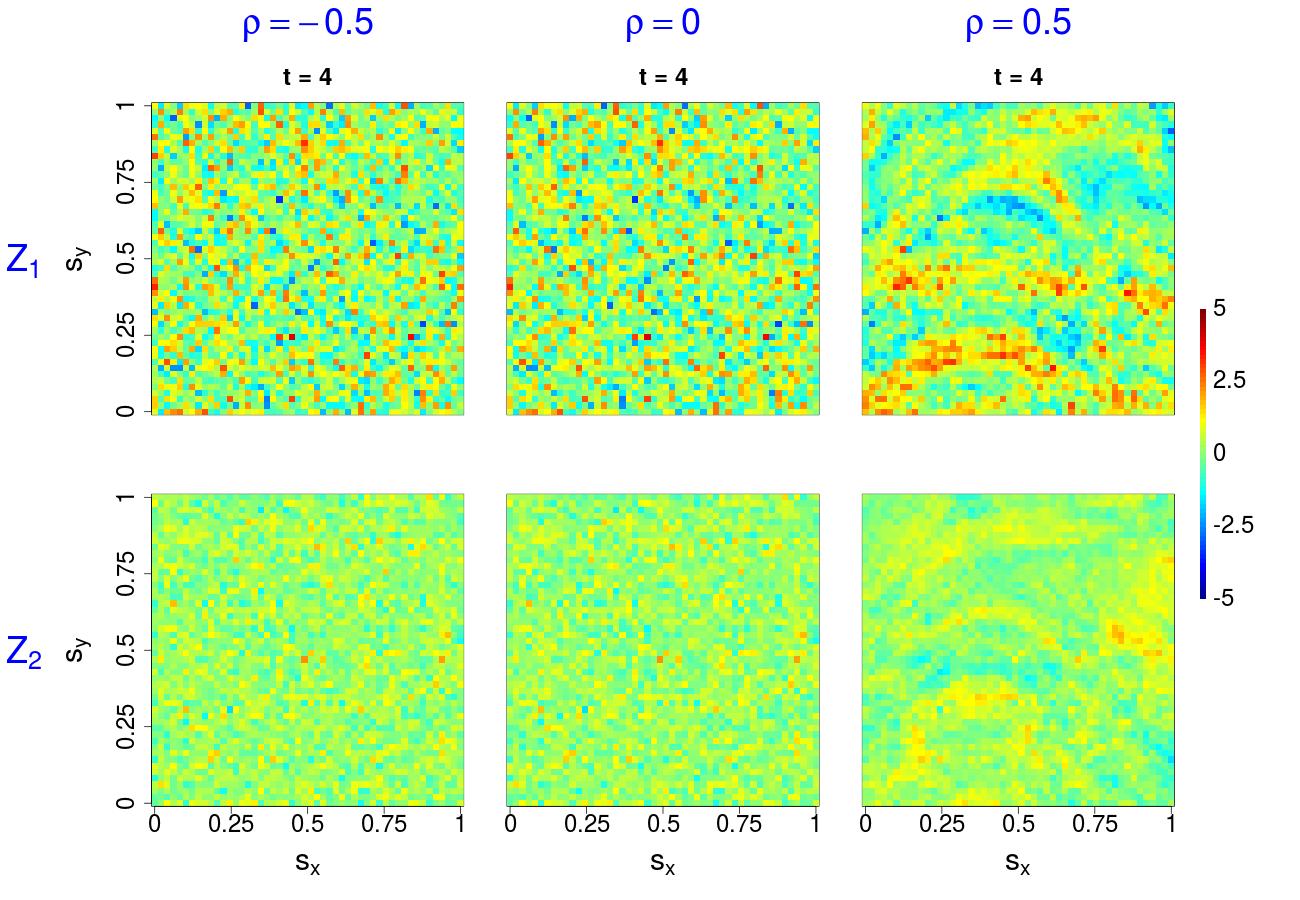 ρ = − 0.5 ρ = 0 ρ = 0.5
t = 4 t = 4 t = 4
Z1 sy 0 0.25 0.5 0.75 1
5
2.5
0
-2.5
-5
Z2 sy 0 0.25 0.5 0.75 1
0 0.25 0.5 0.75 1 0 0.25 0.5 0.75 1 0 0.25 0.5 0.75 1
sx sx sx